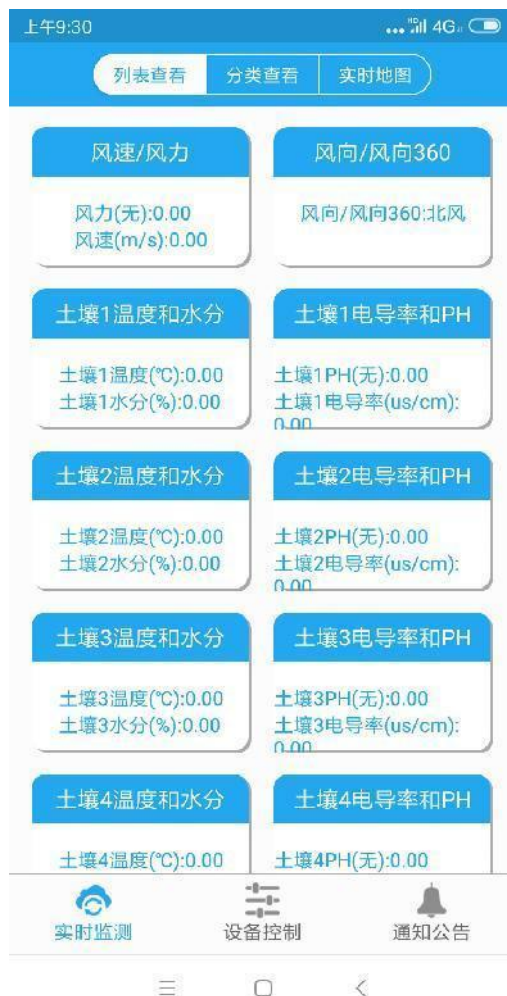 上午9:30
HD 4G
列表查看 分类查看 实时地图
风速/风力
风力(无):0.00
风速(m/s):0.00
风向/风向360
风向/风向360:北风
土壤1温度和水分
土壤1温度(℃):0.00
土壤1水分(%):0.00
土壤1电导率和PH
土壤1PH(无):0.00
土壤1电导率(us/cm):
0.00
土壤2温度和水分
土壤2温度(℃):0.00
土壤2水分(%):0.00
土壤2电导率和PH
土壤2PH(无):0.00
土壤2电导率(us/cm):
0.00
土壤3温度和水分
土壤3温度(℃):0.00
土壤3水分(%):0.00
土壤3电导率和PH
土壤3PH(无):0.00
土壤3电导率(us/cm):
0.00
土壤4温度和水分
土壤4温度(℃):0.00
土壤4电导率和PH
土壤4PH(无):0.00
实时监测 设备控制 通知公告